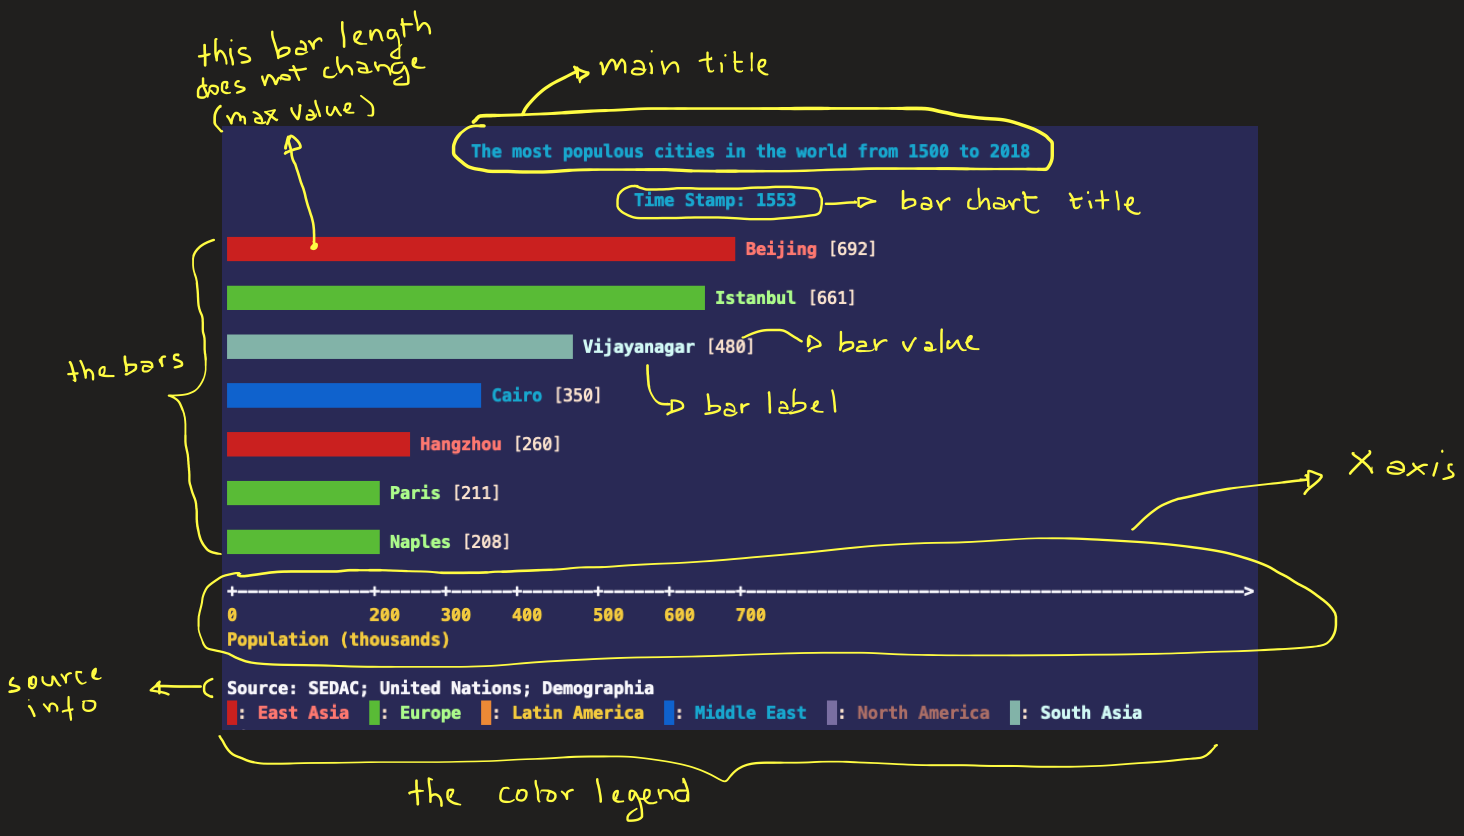 this bar length
does not change
(max value)
main title
The most populous cities in the world from 1500 to 2018
Time Stamp: 1553
bar chart title
Beijing [692]
Istanbul [661]
Vijayanagar [480]
bar value
the bars
Cairo [350]
bar label
Hangzhou [260]
X axis
Paris [211]
Naples [208]
0 200 300 400 500 600 700
Population (thousands)
source
info
Source: SEDAC; United Nations; Demographia
: East Asia : Europe : Latin America : Middle East : North America : South Asia
the color legend